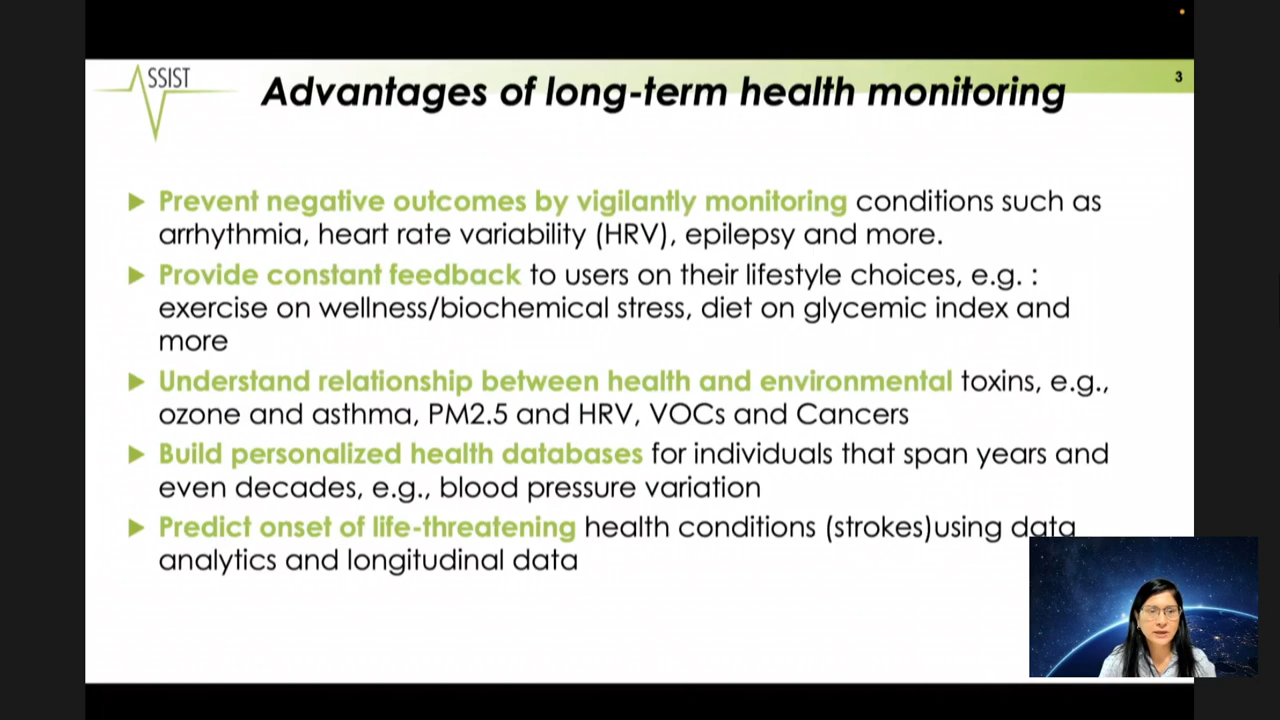 SSIST
Advantages of long-term health monitoring
3
Prevent negative outcomes by vigilantly monitoring conditions such as
arrhythmia, heart rate variability (HRV), epilepsy and more.
Provide constant feedback to users on their lifestyle choices, e.g. :
exercise on wellness/biochemical stress, diet on glycemic index and
more
Understand relationship between health and environmental toxins, e.g.,
ozone and asthma, PM2.5 and HRV, VOCs and Cancers
Build personalized health databases for individuals that span years and
even decades, e.g., blood pressure variation
Predict onset of life-threatening health conditions (strokes)using data
analytics and longitudinal data